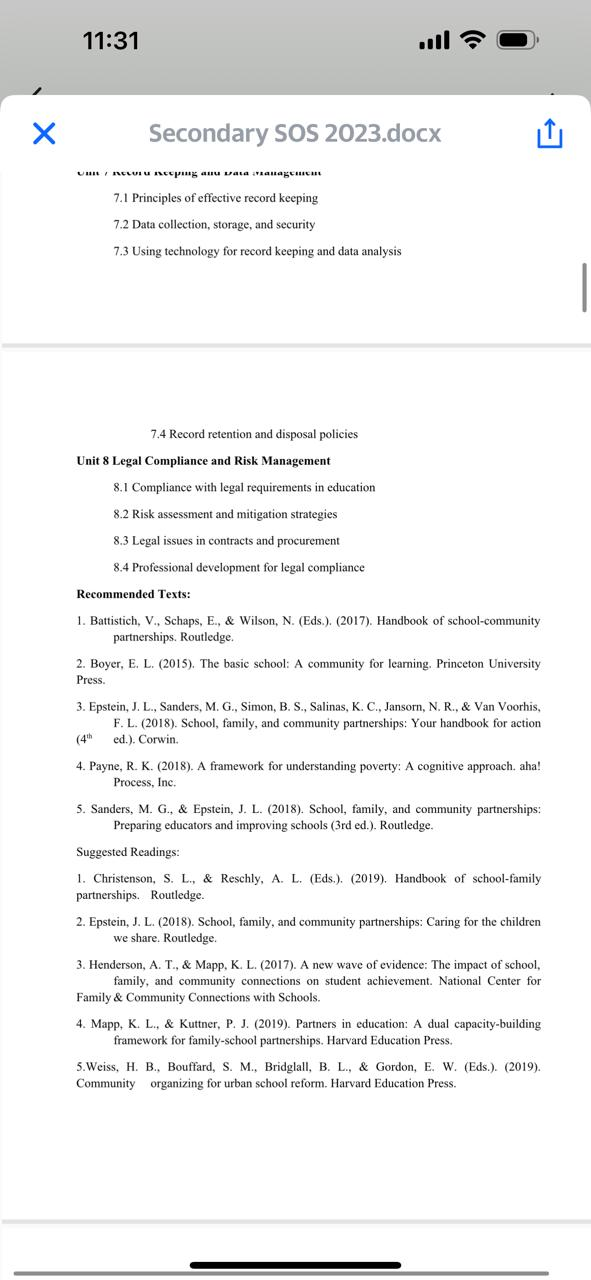 11:31
Secondary SOS 2023.docx
Unit 7 Record Keeping and Data Management
7.1 Principles of effective record keeping
7.2 Data collection, storage, and security
7.3 Using technology for record keeping and data analysis
7.4 Record retention and disposal policies
Unit 8 Legal Compliance and Risk Management
8.1 Compliance with legal requirements in education
8.2 Risk assessment and mitigation strategies
8.3 Legal issues in contracts and procurement
8.4 Professional development for legal compliance
Recommended Texts:
1. Battistich, V., Schaps, E., & Wilson, N. (Eds.). (2017). Handbook of school-community
partnerships. Routledge.
2. Boyer, E. L. (2015). The basic school: A community for learning. Princeton University
Press.
3. Epstein, J. L., Sanders, M. G., Simon, B. S., Salinas, K. C., Jansorn, N. R., & Van Voorhis,
F. L. (2018). School, family, and community partnerships: Your handbook for action
(4th ed.). Corwin.
4. Payne, R. K. (2018). A framework for understanding poverty: A cognitive approach. aha!
Process, Inc.
5. Sanders, M. G., & Epstein, J. L. (2018). School, family, and community partnerships:
Preparing educators and improving schools (3rd ed.). Routledge.
Suggested Readings:
1. Christenson, S. L., & Reschly, A. L. (Eds.). (2019). Handbook of school-family
partnerships. Routledge.
2. Epstein, J. L. (2018). School, family, and community partnerships: Caring for the children
we share. Routledge.
3. Henderson, A. T., & Mapp, K. L. (2017). A new wave of evidence: The impact of school,
family, and community connections on student achievement. National Center for
Family & Community Connections with Schools.
4. Mapp, K. L., & Kuttner, P. J. (2019). Partners in education: A dual capacity-building
framework for family-school partnerships. Harvard Education Press.
5.Weiss, H. B., Bouffard, S. M., Bridglall, B. L., & Gordon, E. W. (Eds.). (2019).
Community organizing for urban school reform. Harvard Education Press.